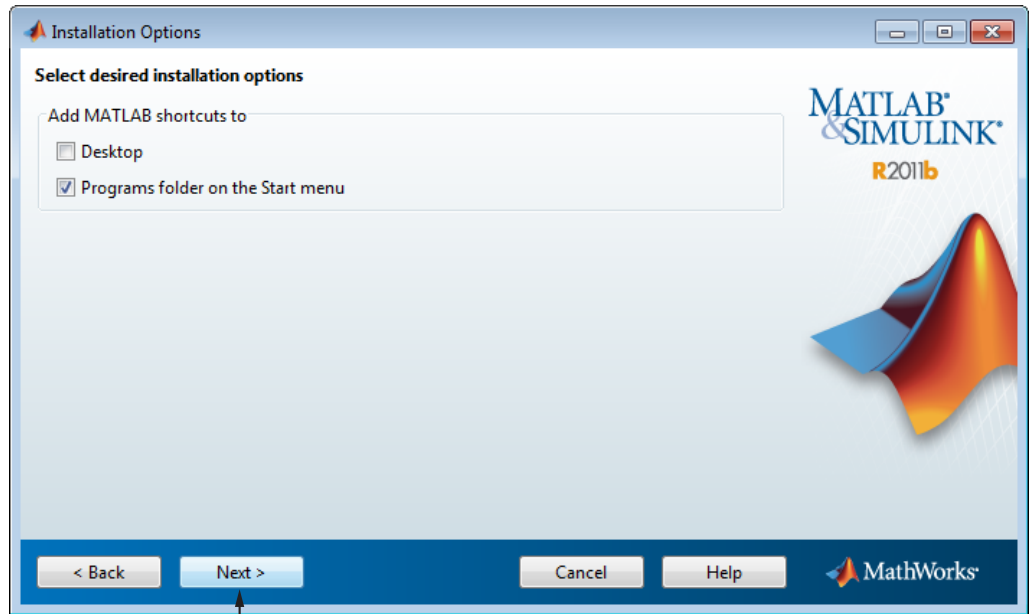 Installation Options
Select desired installation options
Add MATLAB shortcuts to
Desktop
Programs folder on the Start menu
MATLAB®
&SIMULINK®
R2011b
< Back
Next >
Cancel
Help
MathWorks®